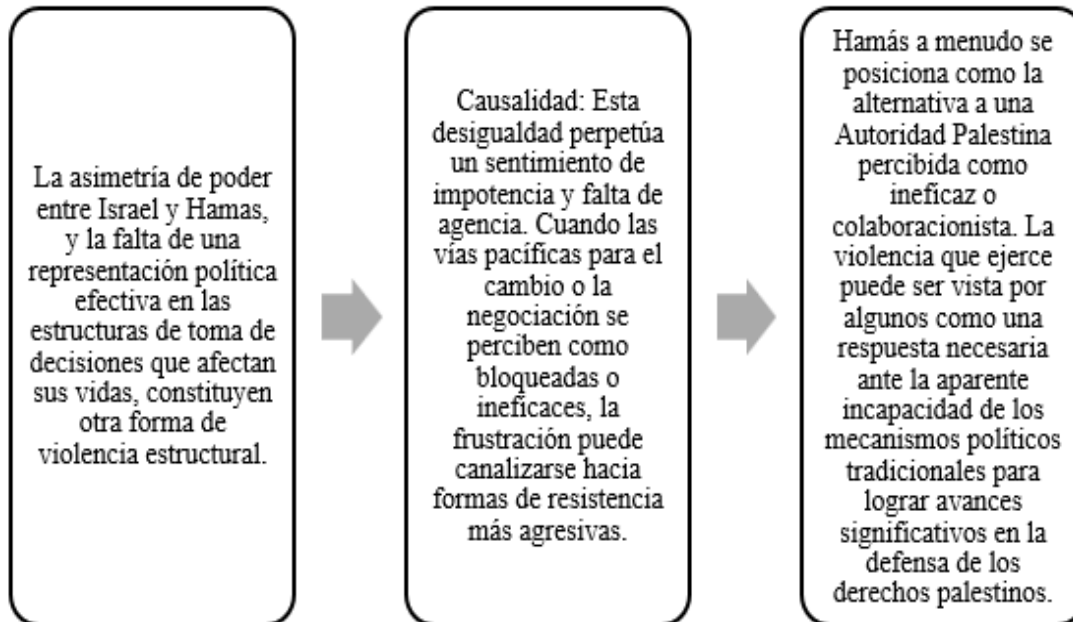 La asimetría de poder
entre Israel y Hamas,
y la falta de una
representación política
efectiva en las
estructuras de toma de
decisiones que afectan
sus vidas, constituyen
otra forma de
violencia estructural.
Causalidad: Esta
desigualdad perpetúa
un sentimiento de
impotencia y falta de
agencia. Cuando las
vías pacíficas para el
cambio o la
negociación se
perciben como
bloqueadas o
ineficaces, la
frustración puede
canalizarse hacia
formas de resistencia
más agresivas.
Hamás a menudo se
posiciona como la
alternativa a una
Autoridad Palestina
percibida como
ineficaz o
colaboracionista. La
violencia que ejerce
puede ser vista por
algunos como una
respuesta necesaria
ante la aparente
incapacidad de los
mecanismos políticos
tradicionales para
lograr avances
significativos en la
defensa de los
derechos palestinos.